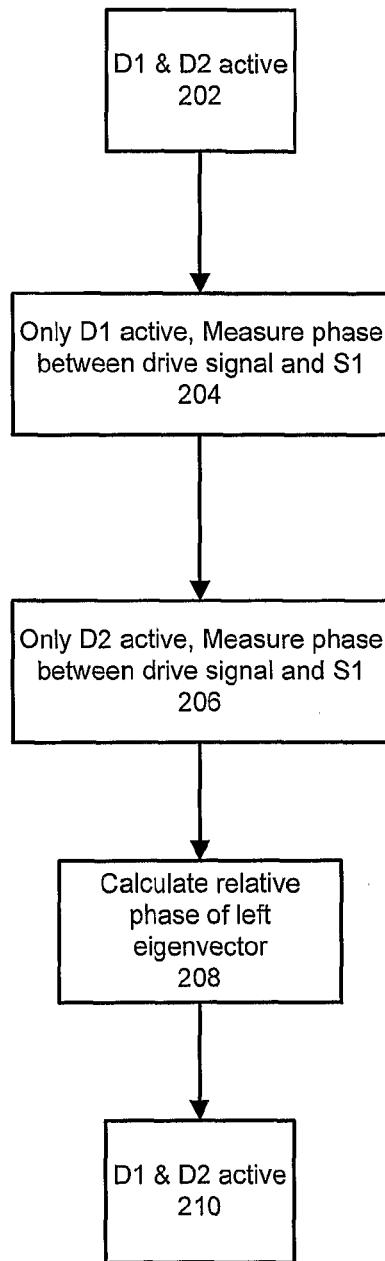 D1 & D2 active
202
Only D1 active, Measure phase
between drive signal and S1
204
Only D2 active, Measure phase
between drive signal and S1
206
Calculate relative
phase of left
eigenvector
208
D1 & D2 active
210